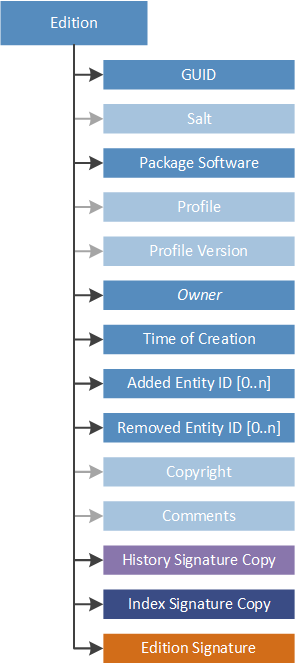 Edition
GUID
Salt
Package Software
Profile
Profile Version
Owner
Time of Creation
Added Entity ID [0..n]
Removed Entity ID [0..n]
Copyright
Comments
History Signature Copy
Index Signature Copy
Edition Signature